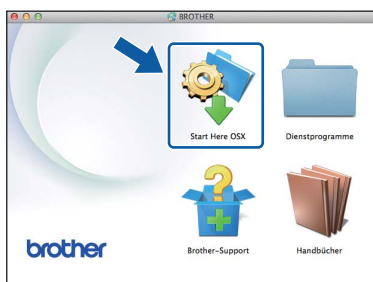 BROTHER
Start Here OSX
Dienstprogramme
Brother-Support
Handbücher
brother